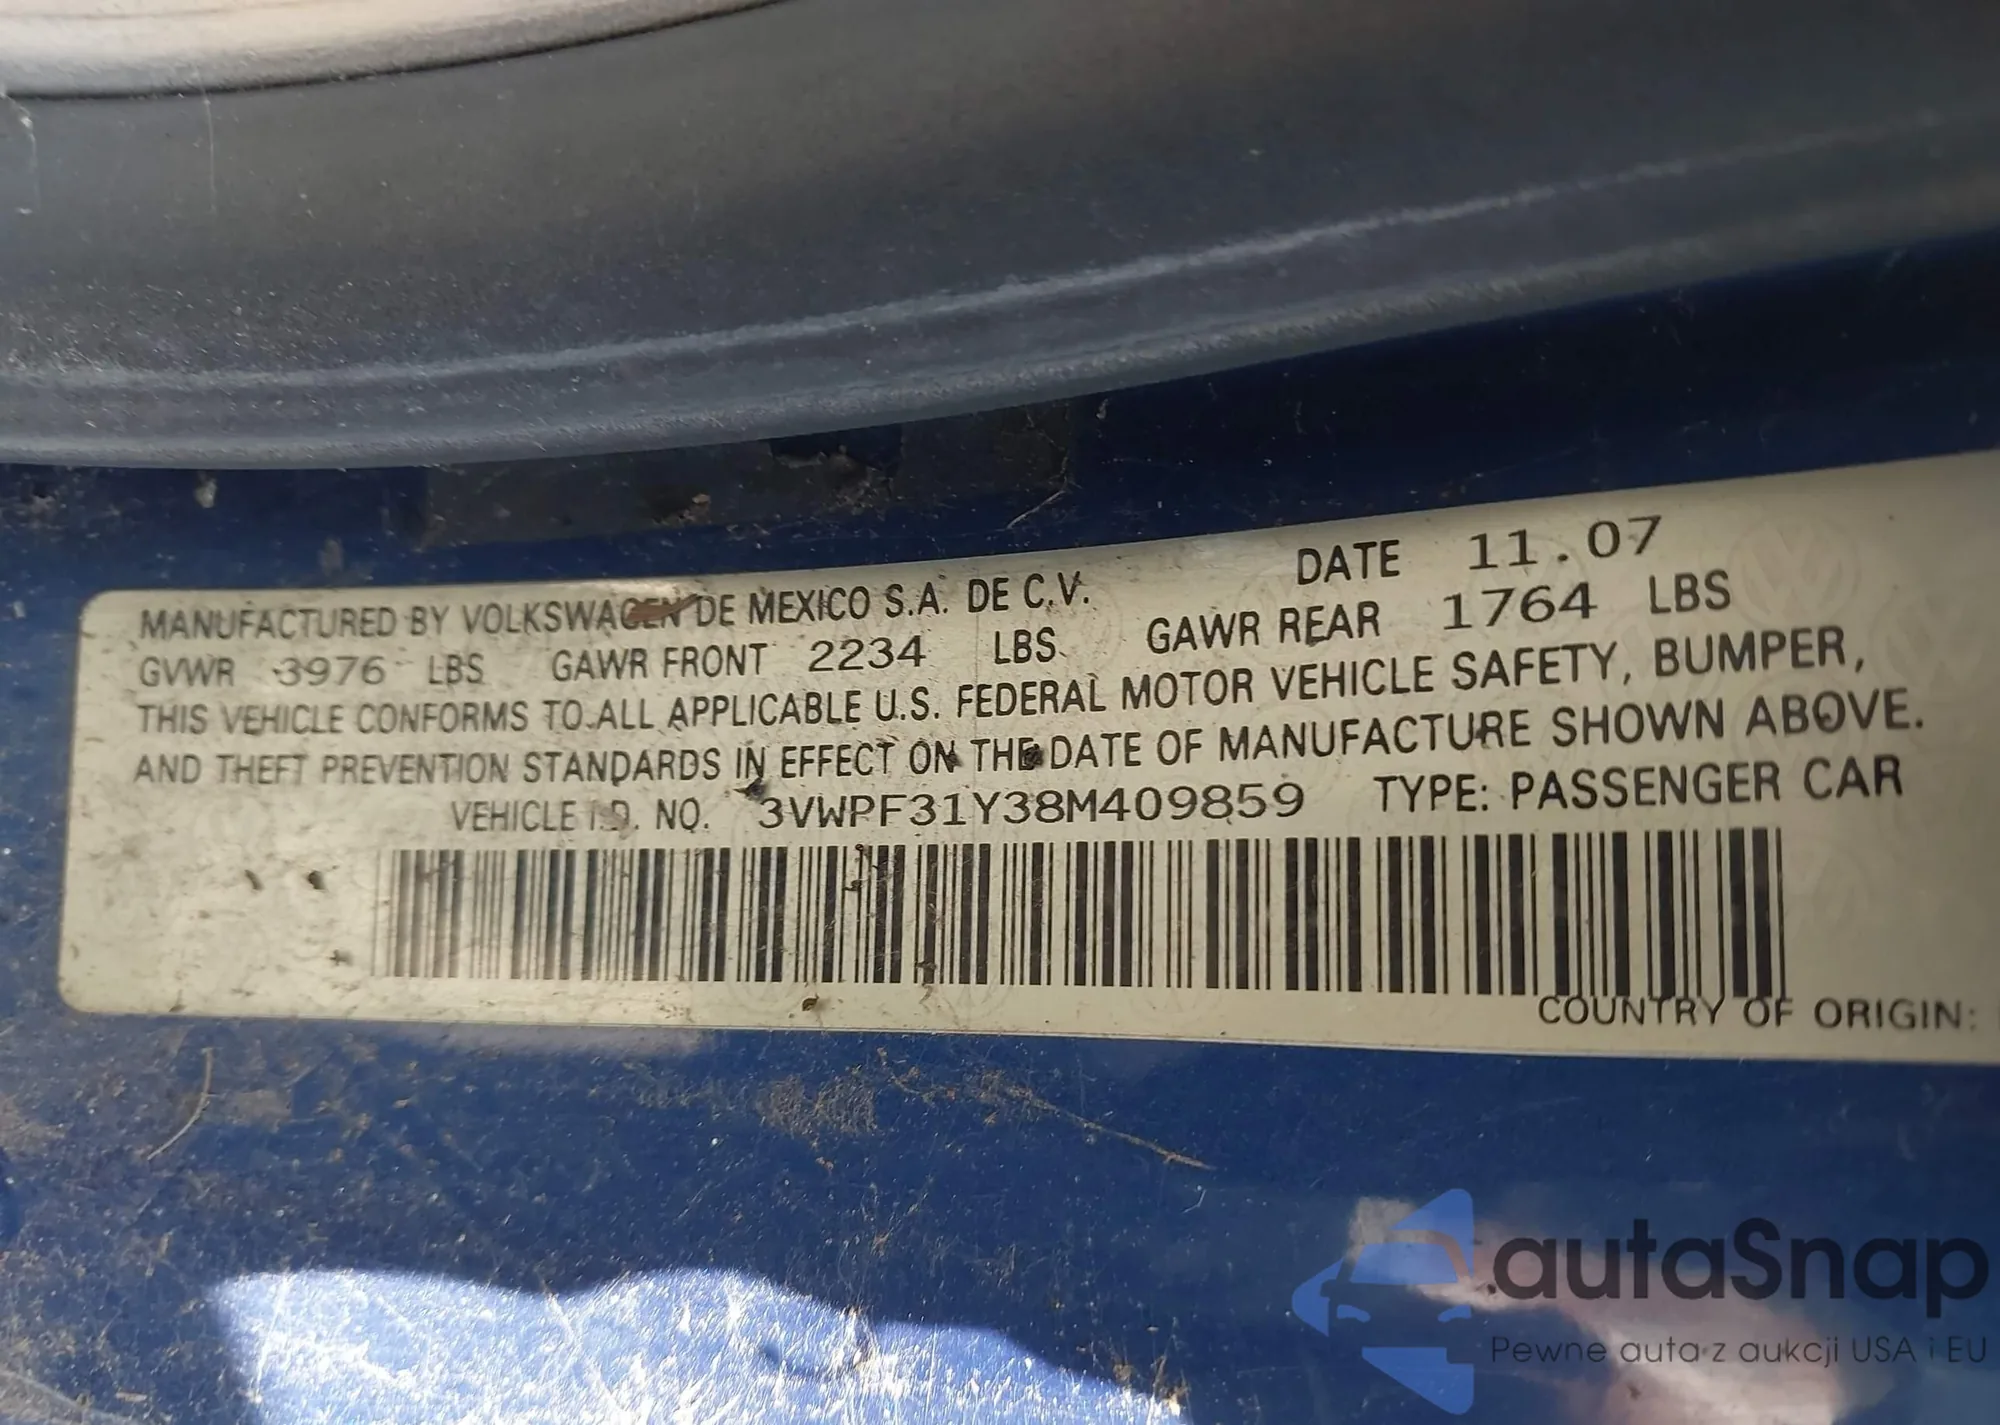 MANUFACTURED BY VOLKSWAGEN DE MEXICO S.A. DE C.V. DATE 11.07
GVWR 3976 LBS GAWR FRONT 2234 LBS GAWR REAR 1764 LBS
THIS VEHICLE CONFORMS TO ALL APPLICABLE U.S. FEDERAL MOTOR VEHICLE SAFETY, BUMPER,
AND THEFT PREVENTION STANDARDS IN EFFECT ON THE DATE OF MANUFACTURE SHOWN ABOVE.
VEHICLE I.D. NO. 3VWPF31Y38M409859 TYPE: PASSENGER CAR
COUNTRY OF ORIGIN:
autaSnap
Pewne auta z aukcji USA i EU